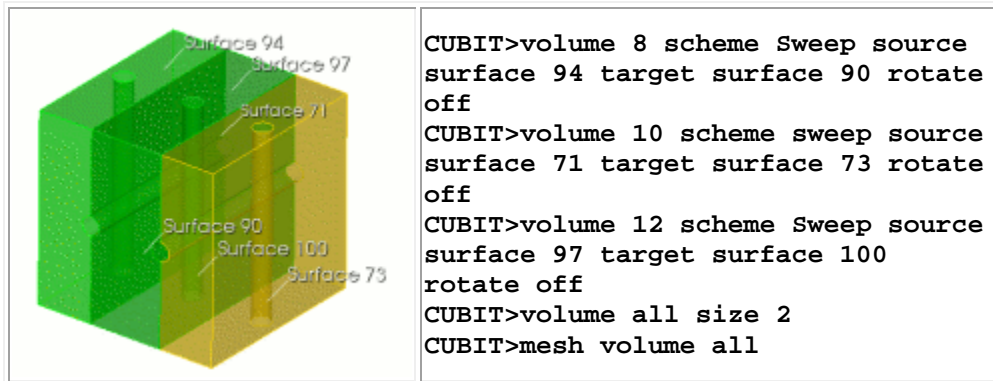 Surface 94
Surface 97
Surface 71
Surface 90
Surface 100
Surface 73
CUBIT>volume 8 scheme Sweep source
surface 94 target surface 90 rotate
off
CUBIT>volume 10 scheme sweep source
surface 71 target surface 73 rotate
off
CUBIT>volume 12 scheme Sweep source
surface 97 target surface 100
rotate off
CUBIT>volume all size 2
CUBIT>mesh volume all